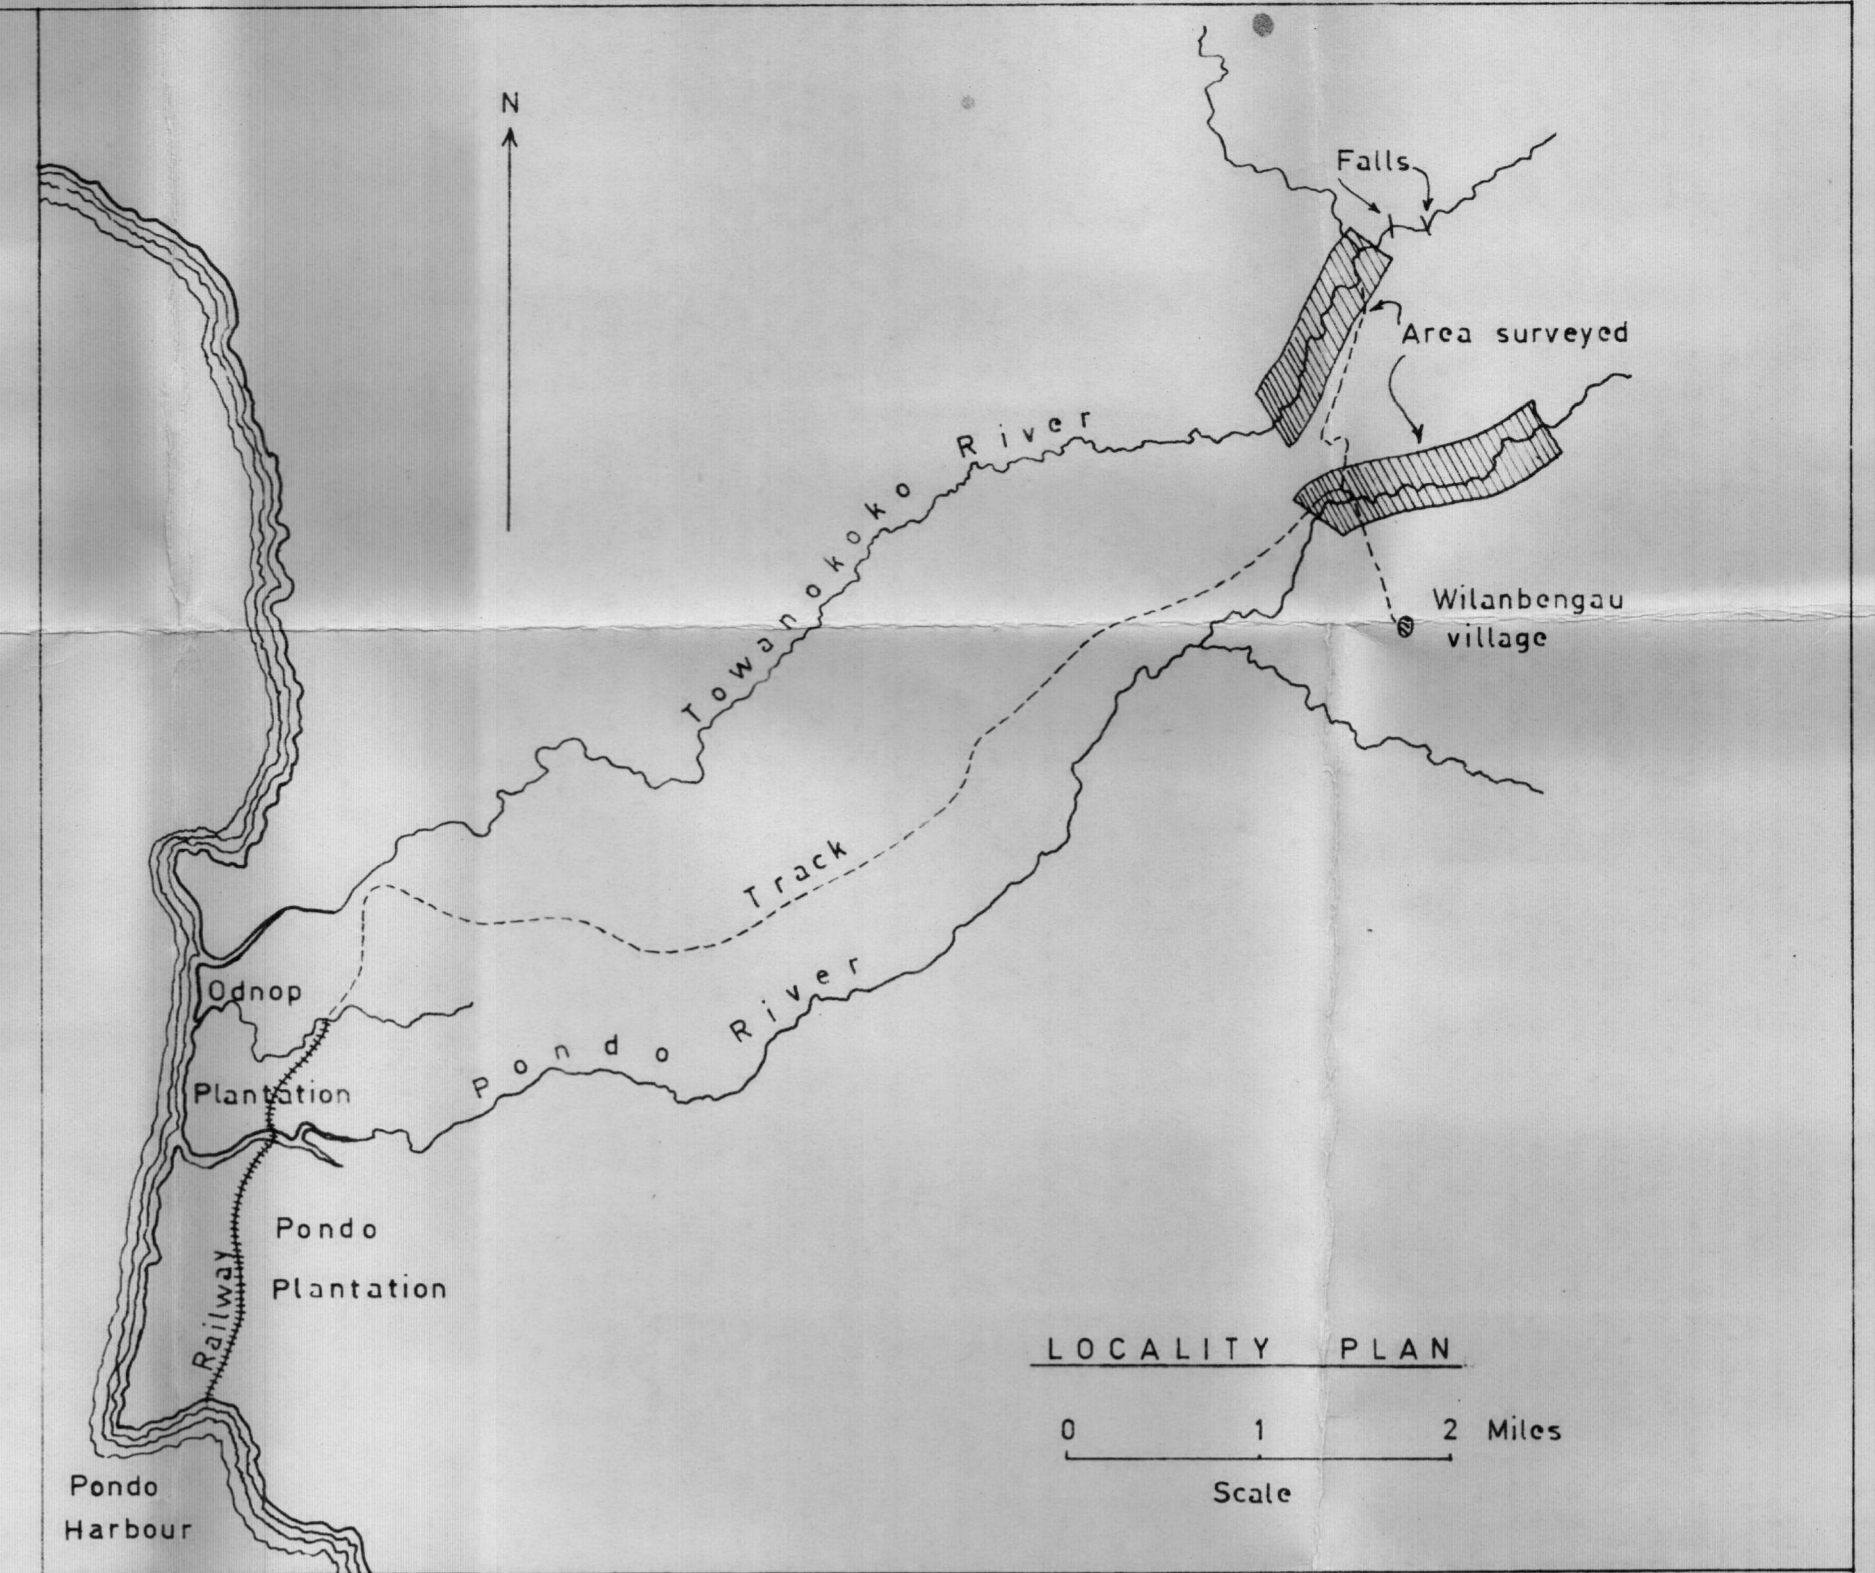 N
Falls
Area surveyed
Towanokoko River
Wilanbengau
village
Track
Odnop
Plantation
Pondo River
Pondo
Plantation
Railway
LOCALITY PLAN
0 1 2 Miles
Scale
Pondo
Harbour